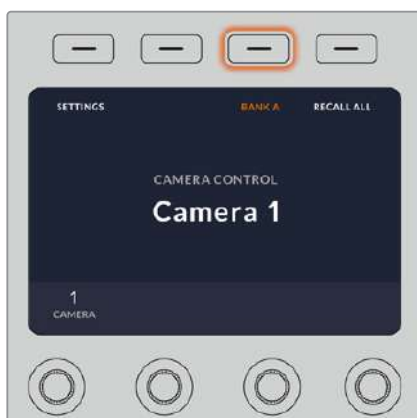 SETTINGS BANK A RECALL ALL
CAMERA CONTROL
Camera 1
1
CAMERA